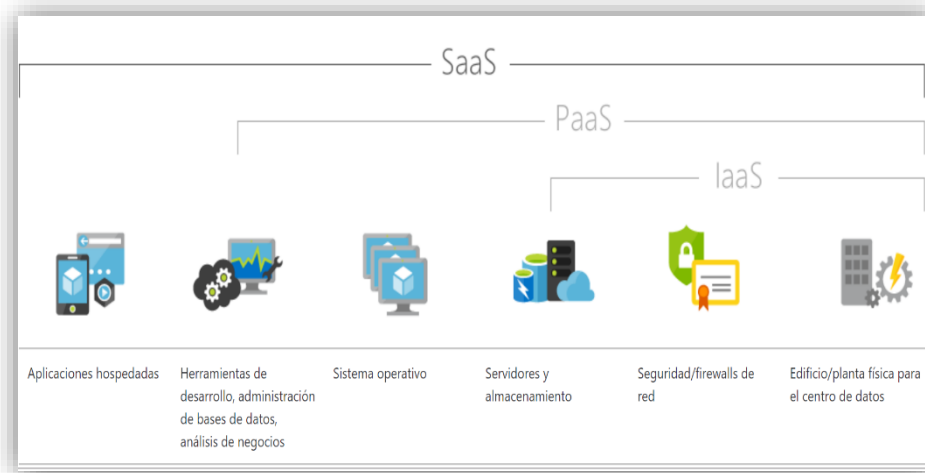 SaaS
PaaS
IaaS
Aplicaciones hospedadas
Herramientas de
desarrollo, administración
de bases de datos,
análisis de negocios
Sistema operativo
Servidores y
almacenamiento
Seguridad/firewalls de
red
Edificio/planta física para
el centro de datos